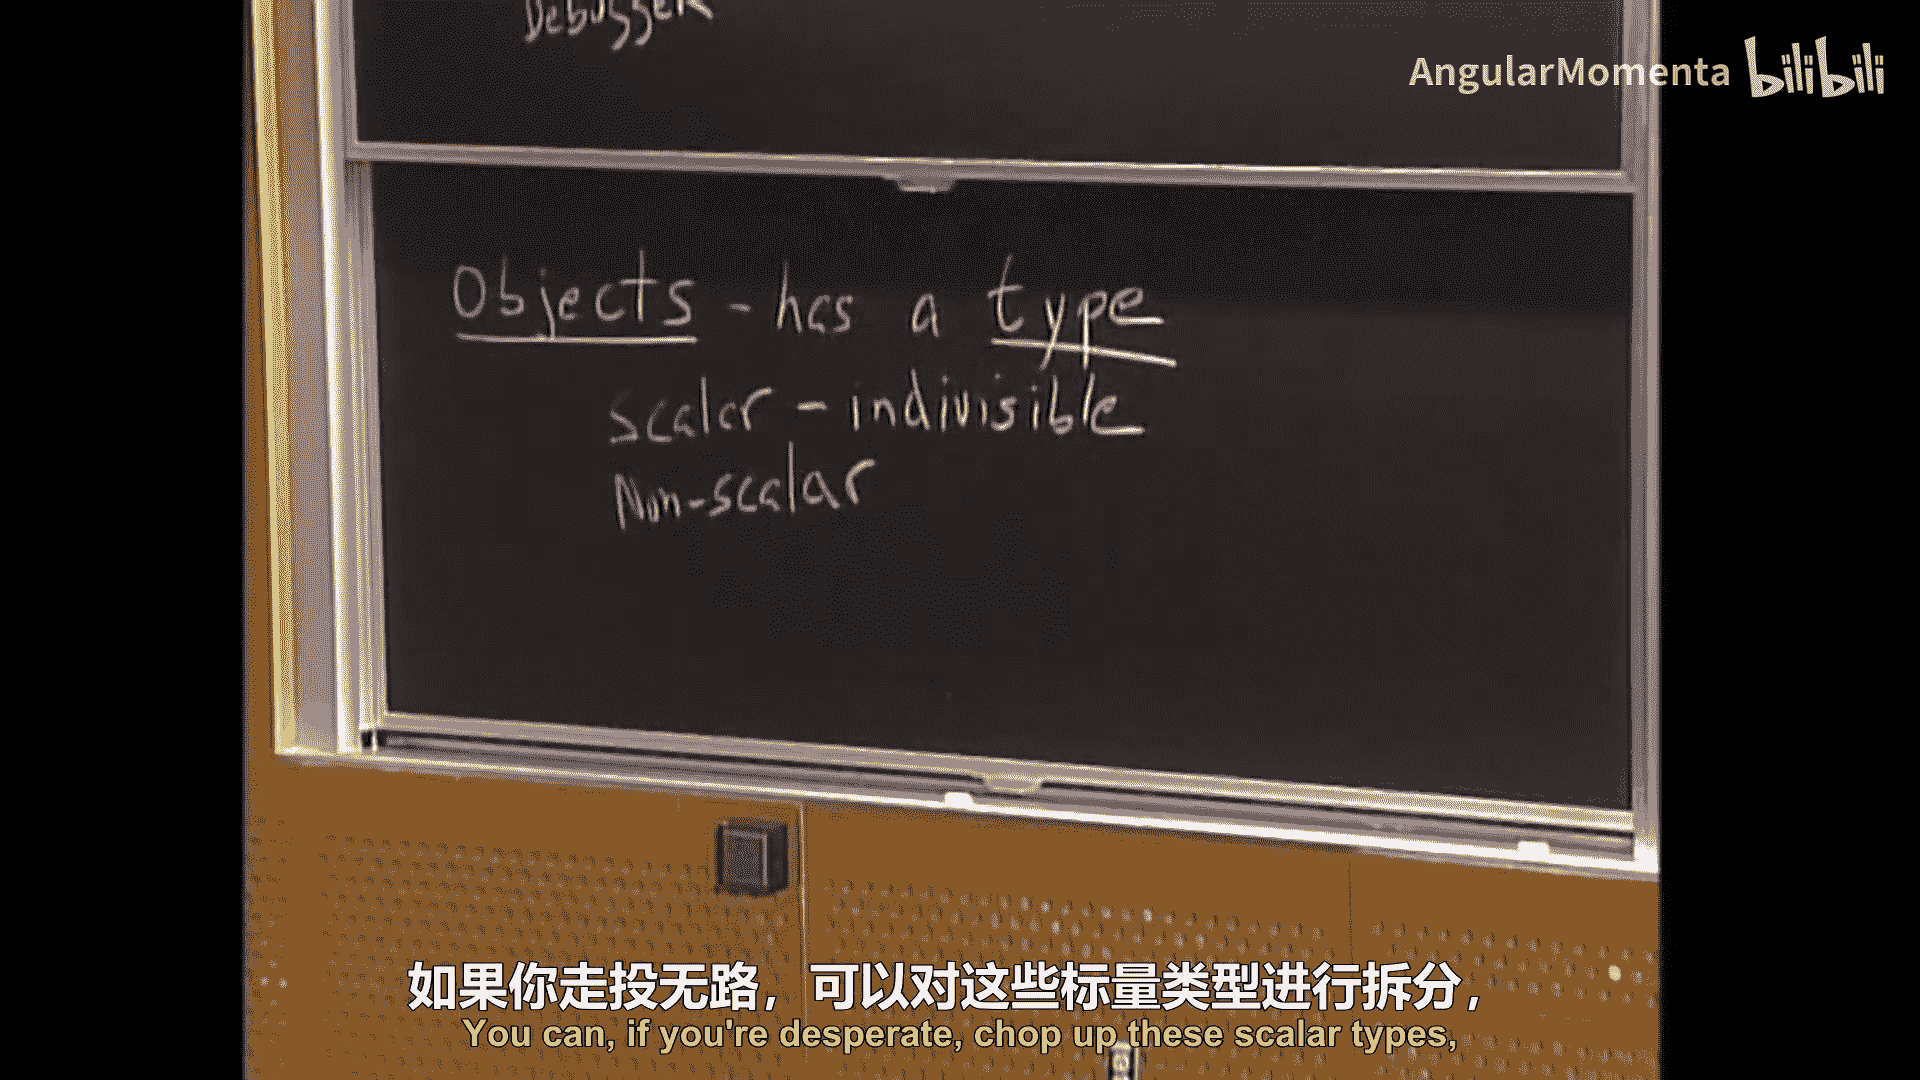 Debugger
AngularMomenta bilibili
Objects - has a type
scalar - indivisible
Non-scalar
如果你走投无路，可以对这些标量类型进行拆分，
You can, if you're desperate, chop up these scalar types,